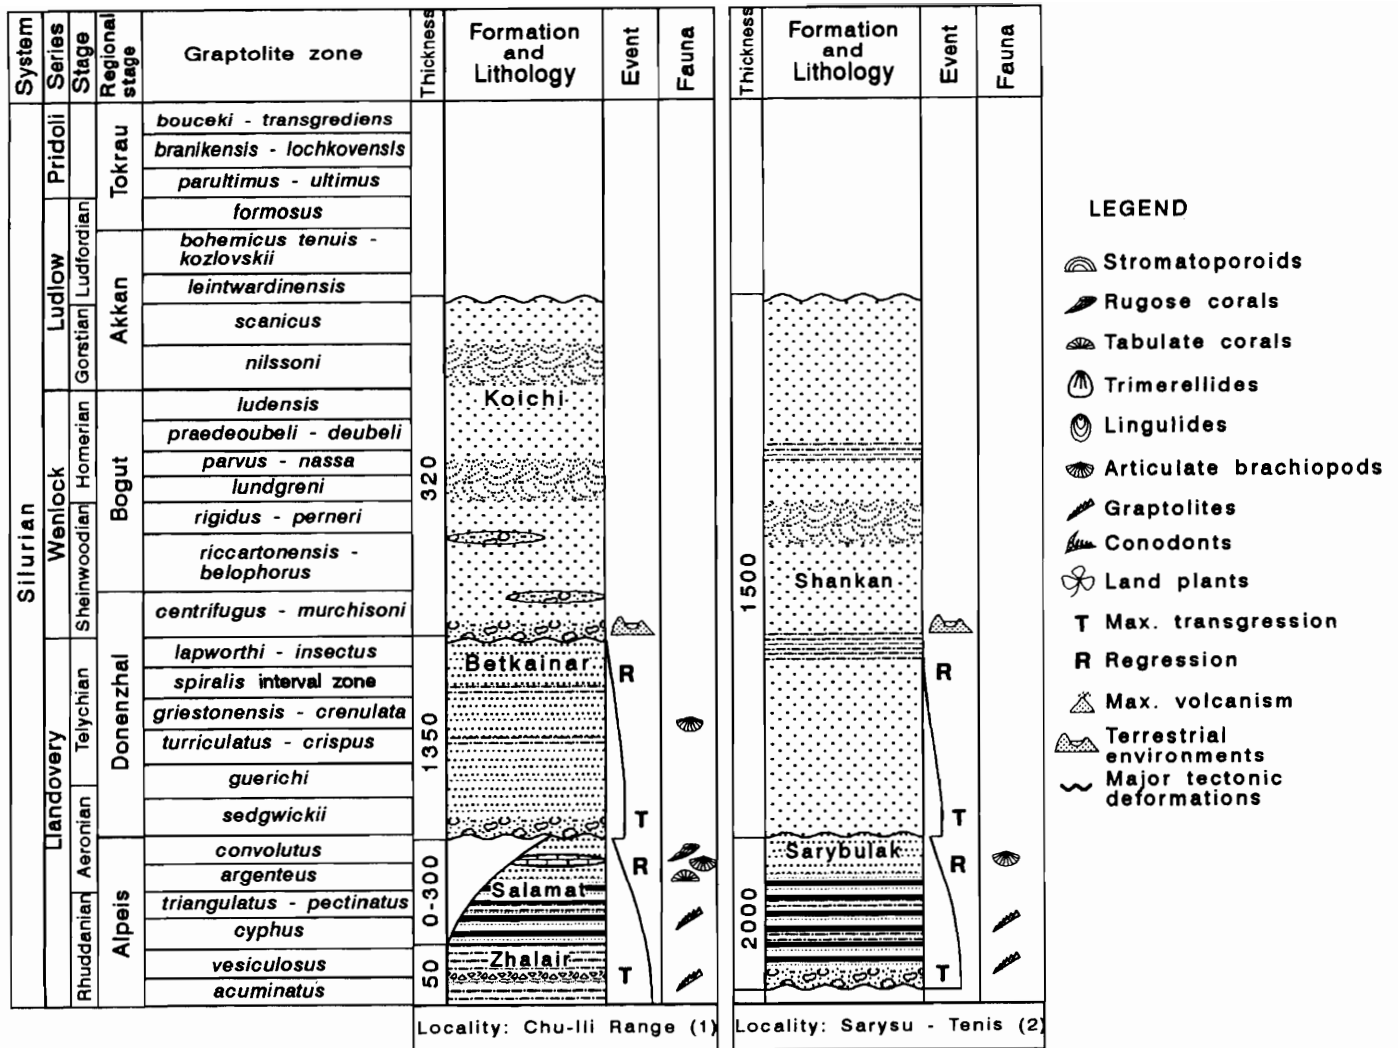 System
Series
Stage
Regional
stage
Graptolite zone
Thickness
Formation
and
Lithology
Event
Fauna
Thickness
Formation
and
Lithology
Event
Fauna
Silurian
Pridoli
Ludlow
Wenlock
Llandovery
Ludfordian
Gorstian
Homerian
Sheinwoodian
Telychian
Aeronian
Rhuddanian
Tokrau
Akkan
Bogut
Donenzhal
Alpeis
bouceki - transgrediens
branikensis - lochkovensis
parultimus - ultimus
formosus
bohemicus tenuis -
kozlovskii
leintwardinensis
scanicus
nilssoni
ludensis
praedeoubeli - deubeli
parvus - nassa
lundgreni
rigidus - perneri
riccartonensis -
belophorus
centrifugus - murchisoni
lapworthi - insectus
spiralis interval zone
griestonensis - crenulata
turriculatus - crispus
guerichi
sedgwickii
convolutus
argenteus
triangulatus - pectinatus
cyphus
vesiculosus
acuminatus
320
1350
0-300
50
Koichi
Betkainar
Salamat
Zhalair
R
T
R
T
Locality: Chu-Ili Range (1)
1500
2000
Shankan
Sarybulak
R
T
R
T
Locality: Sarysu - Tenis (2)
LEGEND
Stromatoporoids
Rugose corals
Tabulate corals
Trimerellides
Lingulides
Articulate brachiopods
Graptolites
Conodonts
Land plants
T Max. transgression
R Regression
Max. volcanism
Terrestrial
environments
Major tectonic
deformations